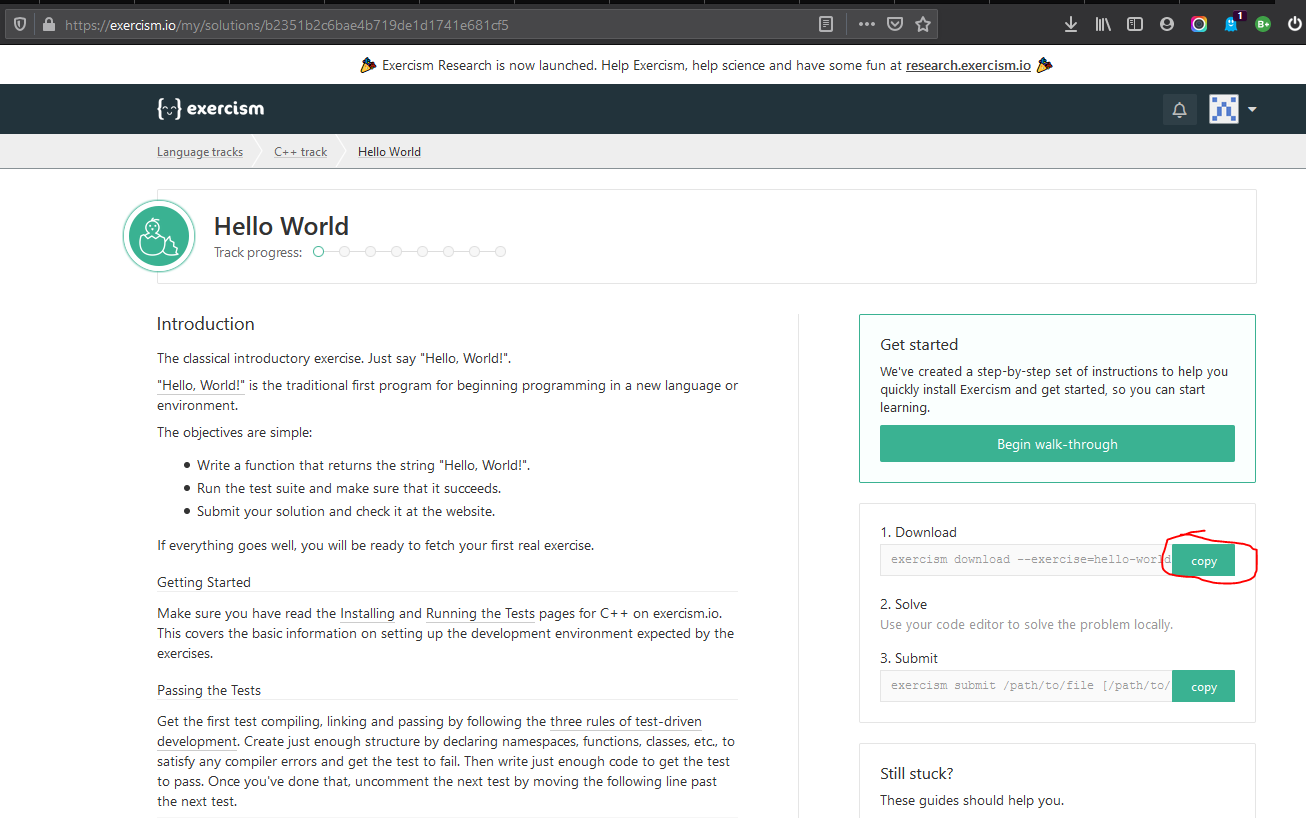 https://exercism.io/my/solutions/b2351b2c6bae4b719de1d1741e681cf5
1
B+
Exercism Research is now launched. Help Exercism, help science and have some fun at research.exercism.io
exercism
Language tracks
C++ track
Hello World
Hello World
Track progress:
Introduction
The classical introductory exercise. Just say "Hello, World!".
"Hello, World!" is the traditional first program for beginning programming in a new language or
environment.
The objectives are simple:
Write a function that returns the string "Hello, World!".
Run the test suite and make sure that it succeeds.
Submit your solution and check it at the website.
If everything goes well, you will be ready to fetch your first real exercise.
Getting Started
Make sure you have read the Installing and Running the Tests pages for C++ on exercism.io.
This covers the basic information on setting up the development environment expected by the
exercises.
Passing the Tests
Get the first test compiling, linking and passing by following the three rules of test-driven
development. Create just enough structure by declaring namespaces, functions, classes, etc., to
satisfy any compiler errors and get the test to fail. Then write just enough code to get the test
to pass. Once you've done that, uncomment the next test by moving the following line past
the next test.
Get started
We've created a step-by-step set of instructions to help you
quickly install Exercism and get started, so you can start
learning.
Begin walk-through
1. Download
exercism download --exercise=hello-world
copy
2. Solve
Use your code editor to solve the problem locally.
3. Submit
exercism submit /path/to/file [/path/to/
copy
Still stuck?
These guides should help you.